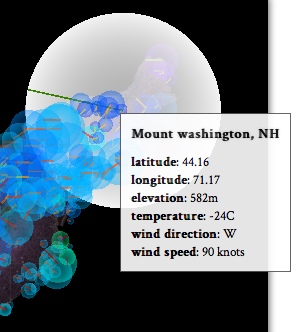 Mount washington, NH
latitude: 44.16
longitude: 71.17
elevation: 582m
temperature: -24C
wind direction: W
wind speed: 90 knots